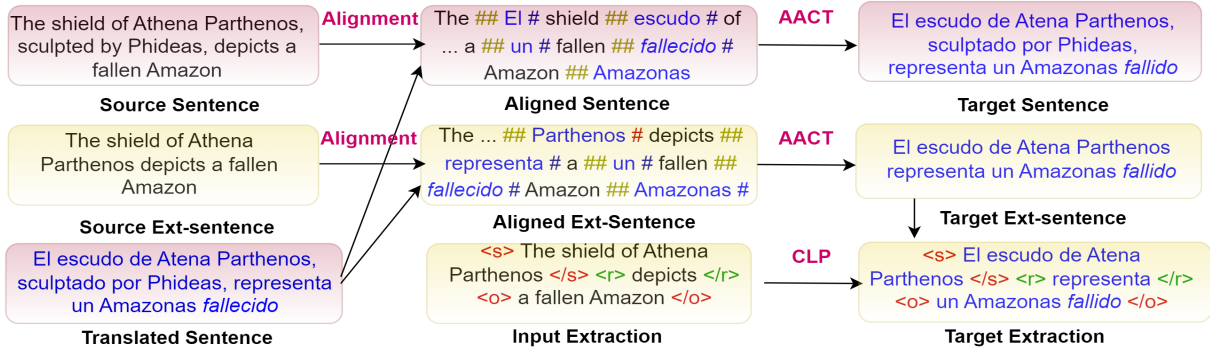 The shield of Athena Parthenos,
sculpted by Phideas, depicts a
fallen Amazon
Source Sentence
Alignment
The ## El # shield ## escudo # of
... a ## un # fallen ## fallecido #
Amazon ## Amazonas
Aligned Sentence
AACT
El escudo de Atena Parthenos,
sculptado por Phideas,
representa un Amazonas fallido
Target Sentence
The shield of Athena
Parthenos depicts a fallen
Amazon
Source Ext-sentence
Alignment
The ... ## Parthenos # depicts ##
representa # a ## un # fallen ##
fallecido # Amazon ## Amazonas #
Aligned Ext-Sentence
AACT
El escudo de Atena Parthenos
representa un Amazonas fallido
Target Ext-sentence
El escudo de Atena Parthenos,
sculptado por Phideas, representa
un Amazonas fallecido
Translated Sentence
<s> The shield of Athena
Parthenos </s> <r> depicts </r>
<o> a fallen Amazon </o>
Input Extraction
CLP
<s> El escudo de Atena
Parthenos </s> <r> representa </r>
<o> un Amazonas fallido </o>
Target Extraction